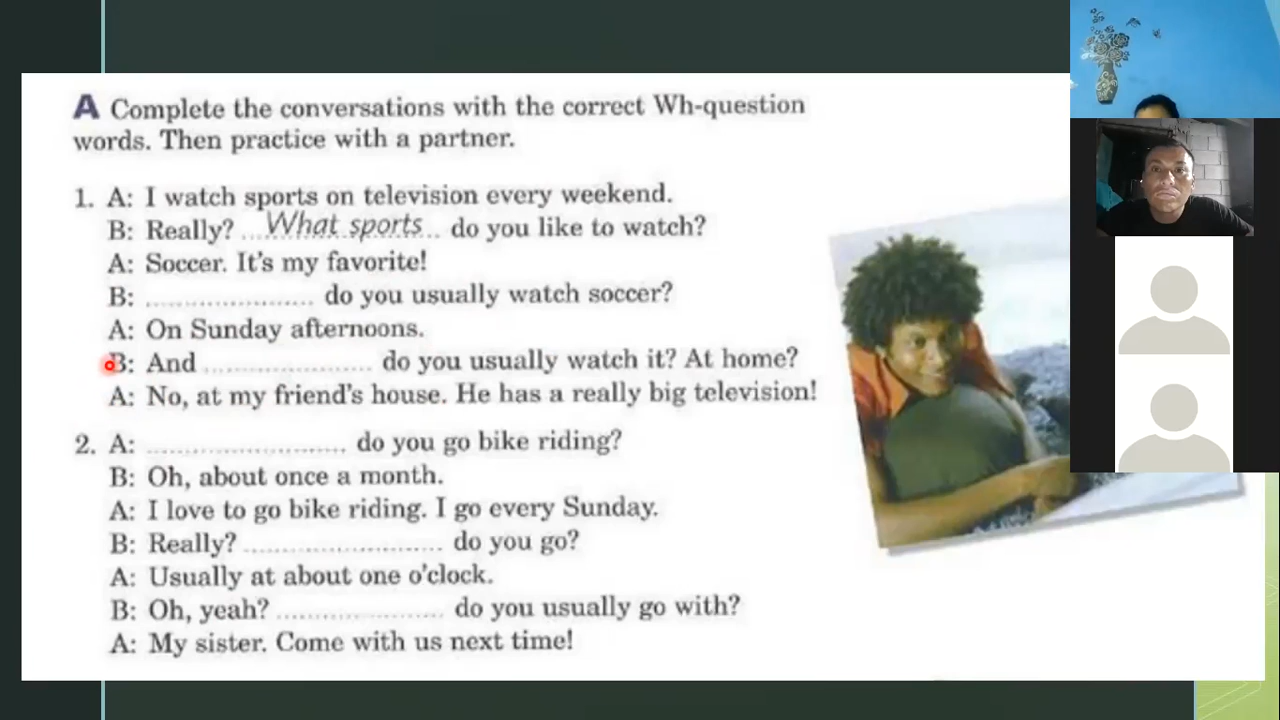 A Complete the conversations with the correct Wh-question
words. Then practice with a partner.
1. A: I watch sports on television every weekend.
B: Really? What sports do you like to watch?
A: Soccer. It's my favorite!
B: ........................ do you usually watch soccer?
A: On Sunday afternoons.
B: And ........................ do you usually watch it? At home?
A: No, at my friend's house. He has a really big television!
2. A: ............................ do you go bike riding?
B: Oh, about once a month.
A: I love to go bike riding. I go every Sunday.
B: Really? ............................ do you go?
A: Usually at about one o'clock.
B: Oh, yeah? ........................ do you usually go with?
A: My sister. Come with us next time!